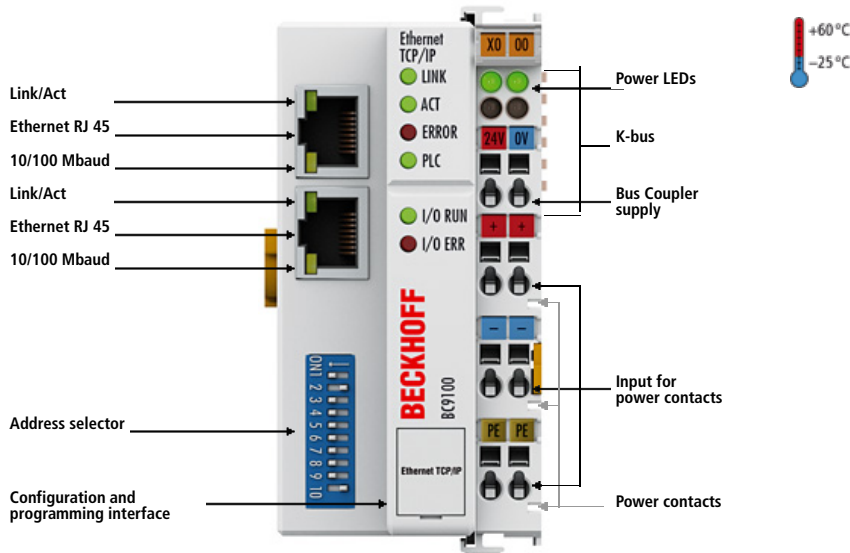 Link/Act
Ethernet RJ 45
10/100 Mbaud
Link/Act
Ethernet RJ 45
10/100 Mbaud
Address selector
Configuration and
programming interface
Ethernet
TCP/IP
LINK
ACT
ERROR
PLC
I/O RUN
I/O ERR
BECKHOFF
BC9100
Ethernet TCP/IP
ON
1
2
3
4
5
6
7
8
9
10
X0 00
24V 0V
+ +
− −
PE PE
Power LEDs
K-bus
Bus Coupler
supply
Input for
power contacts
Power contacts
+60 °C
−25 °C